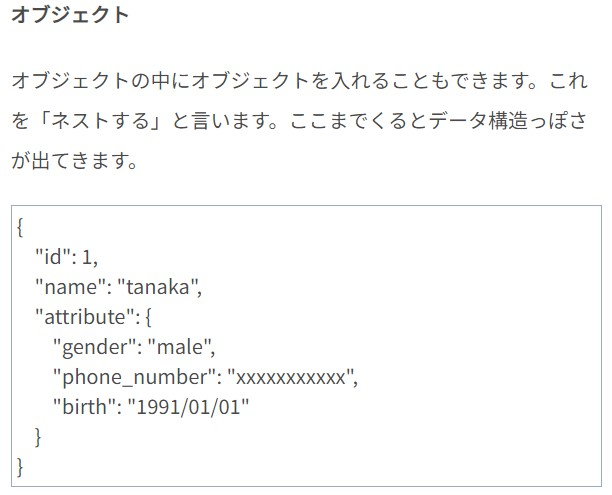 オブジェクト
オブジェクトの中にオブジェクトを入れることもできます。これ
を「ネストする」と言います。ここまでくるとデータ構造っぽさ
が出てきます。
{
    "id": 1,
    "name": "tanaka",
    "attribute": {
        "gender": "male",
        "phone_number": "xxxxxxxxxxx",
        "birth": "1991/01/01"
    }
}